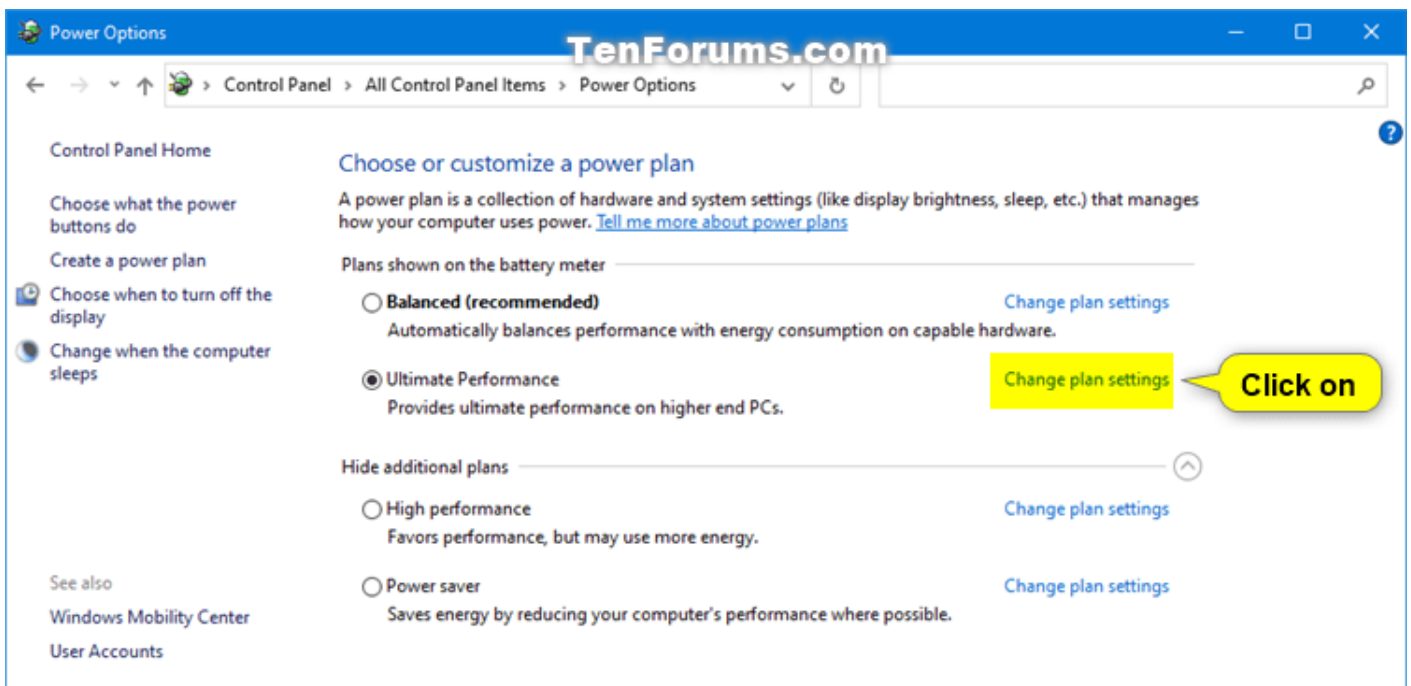 Power Options
TenForums.com
Control Panel > All Control Panel Items > Power Options
?
Control Panel Home
Choose what the power
buttons do
Create a power plan
Choose when to turn off the
display
Change when the computer
sleeps
Choose or customize a power plan
A power plan is a collection of hardware and system settings (like display brightness, sleep, etc.) that manages
how your computer uses power. Tell me more about power plans
Plans shown on the battery meter
Balanced (recommended) Change plan settings
Automatically balances performance with energy consumption on capable hardware.
Ultimate Performance Change plan settings
Click on
Provides ultimate performance on higher end PCs.
Hide additional plans
High performance Change plan settings
Favors performance, but may use more energy.
Power saver Change plan settings
Saves energy by reducing your computer's performance where possible.
See also
Windows Mobility Center
User Accounts